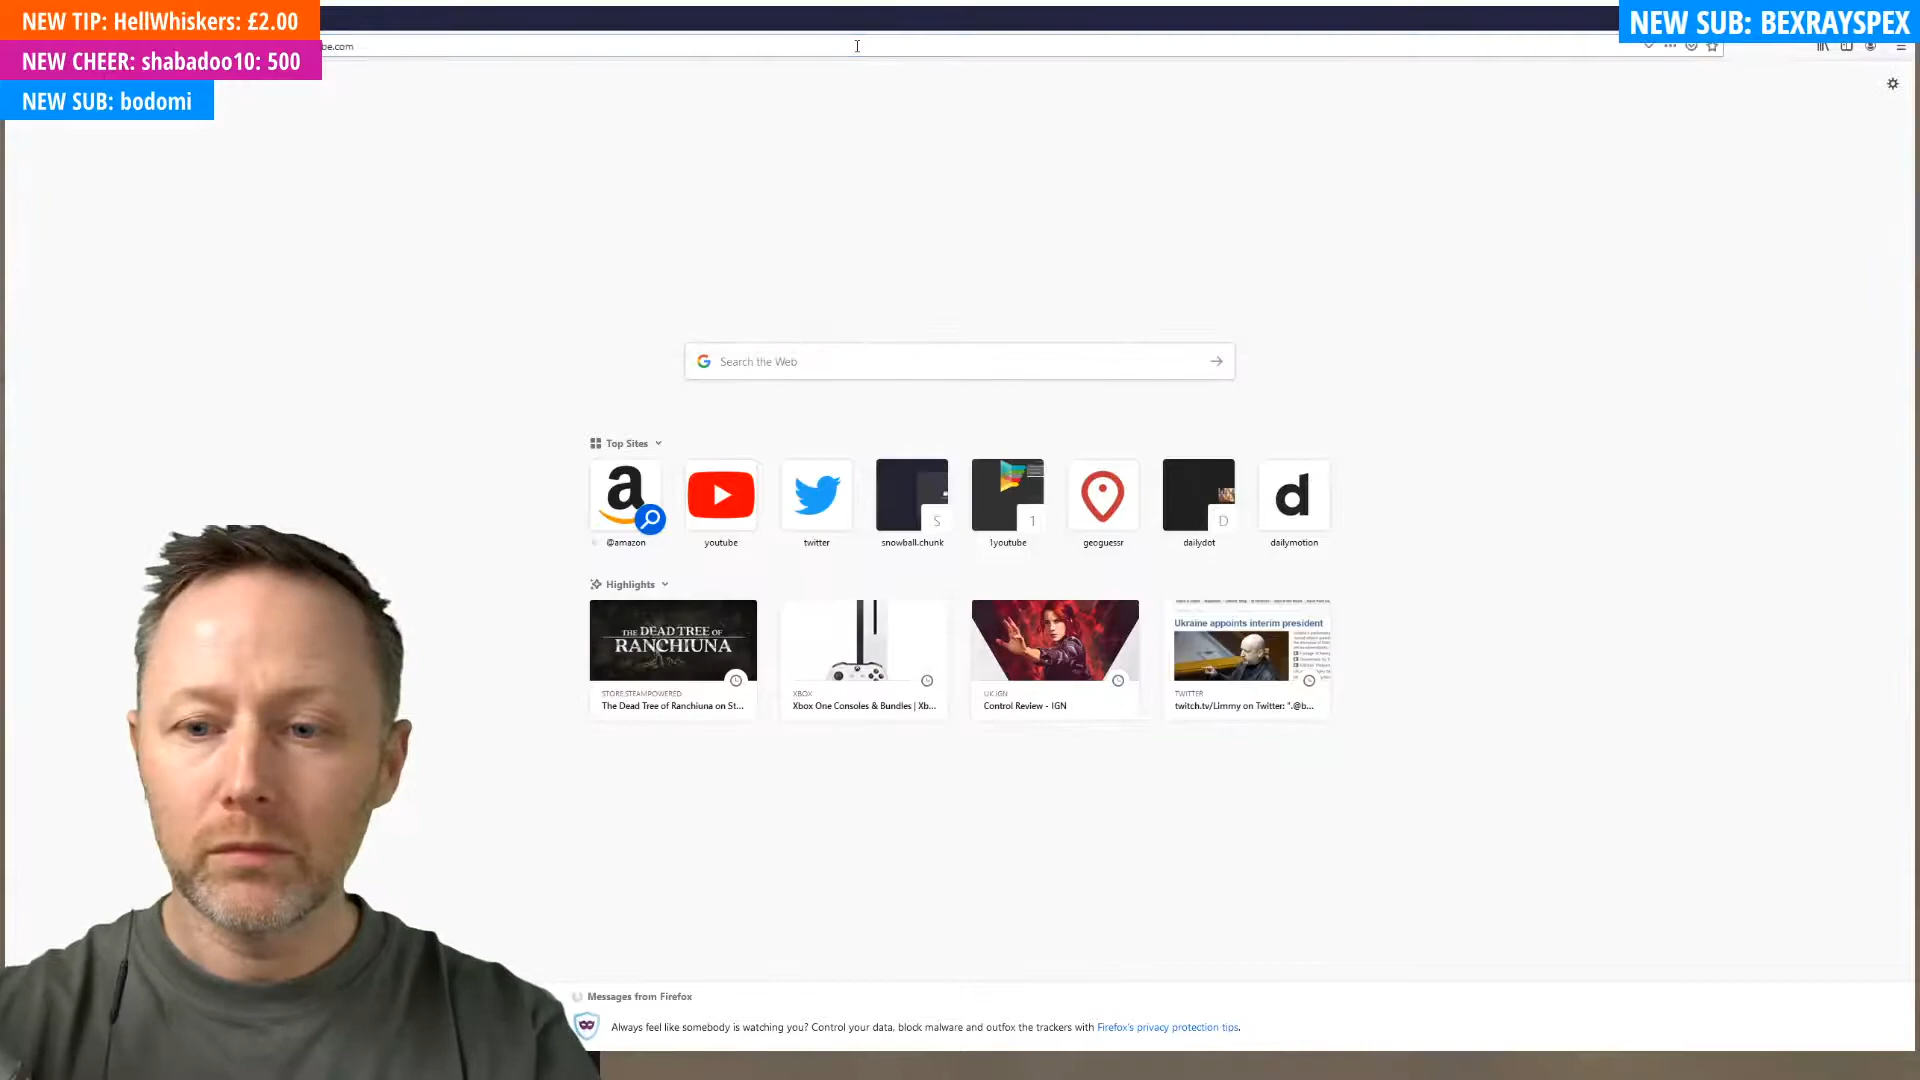 NEW TIP: HellWhiskers: £2.00
NEW CHEER: shabadoo10: 500
NEW SUB: bodomi
NEW SUB: BEXRAYSPEX
be.com
Search the Web
Top Sites
@amazon
youtube
twitter
S
snowball.chunk
1
1youtube
geoguessr
D
dailydot
dailymotion
Highlights
THE DEAD TREE OF
RANCHIUNA
STORE.STEAMPOWERED
The Dead Tree of Ranchiuna on St...
XBOX
Xbox One Consoles & Bundles | Xb...
UK.IGN
Control Review - IGN
Ukraine appoints interim president
TWITTER
twitch.tv/Limmy on Twitter: ".@b...
Messages from Firefox
Always feel like somebody is watching you? Control your data, block malware and outfox the trackers with Firefox's privacy protection tips.